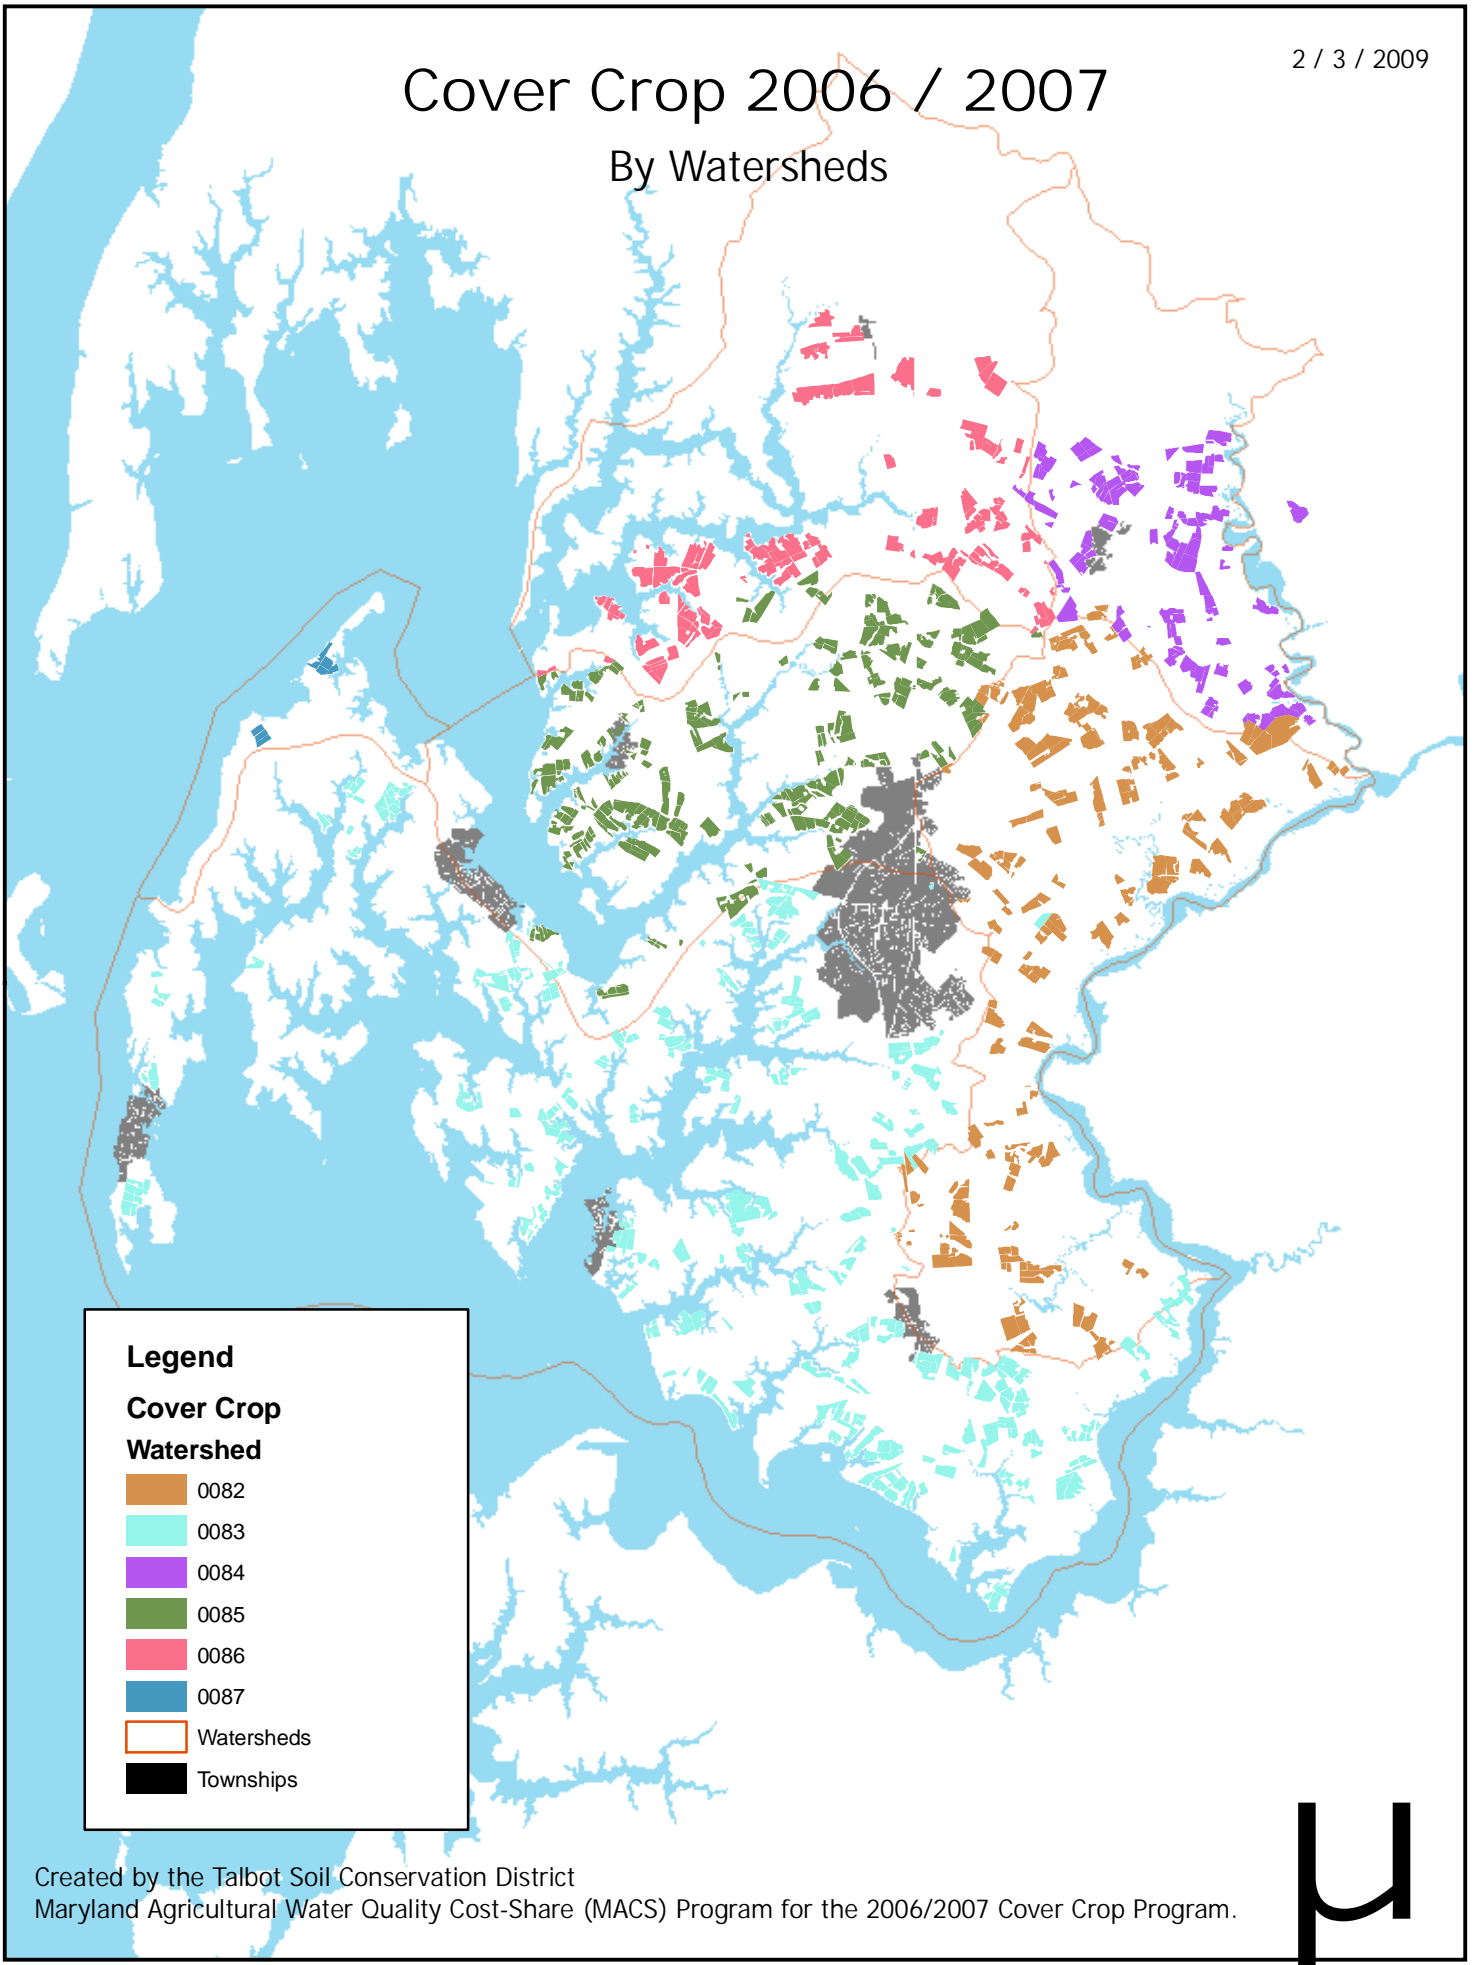 2 / 3 / 2009
Cover Crop 2006 / 2007
By Watersheds
Legend
Cover Crop
Watershed
0082
0083
0084
0085
0086
0087
Watersheds
Townships
µ
Created by the Talbot Soil Conservation District
Maryland Agricultural Water Quality Cost-Share (MACS) Program for the 2006/2007 Cover Crop Program.